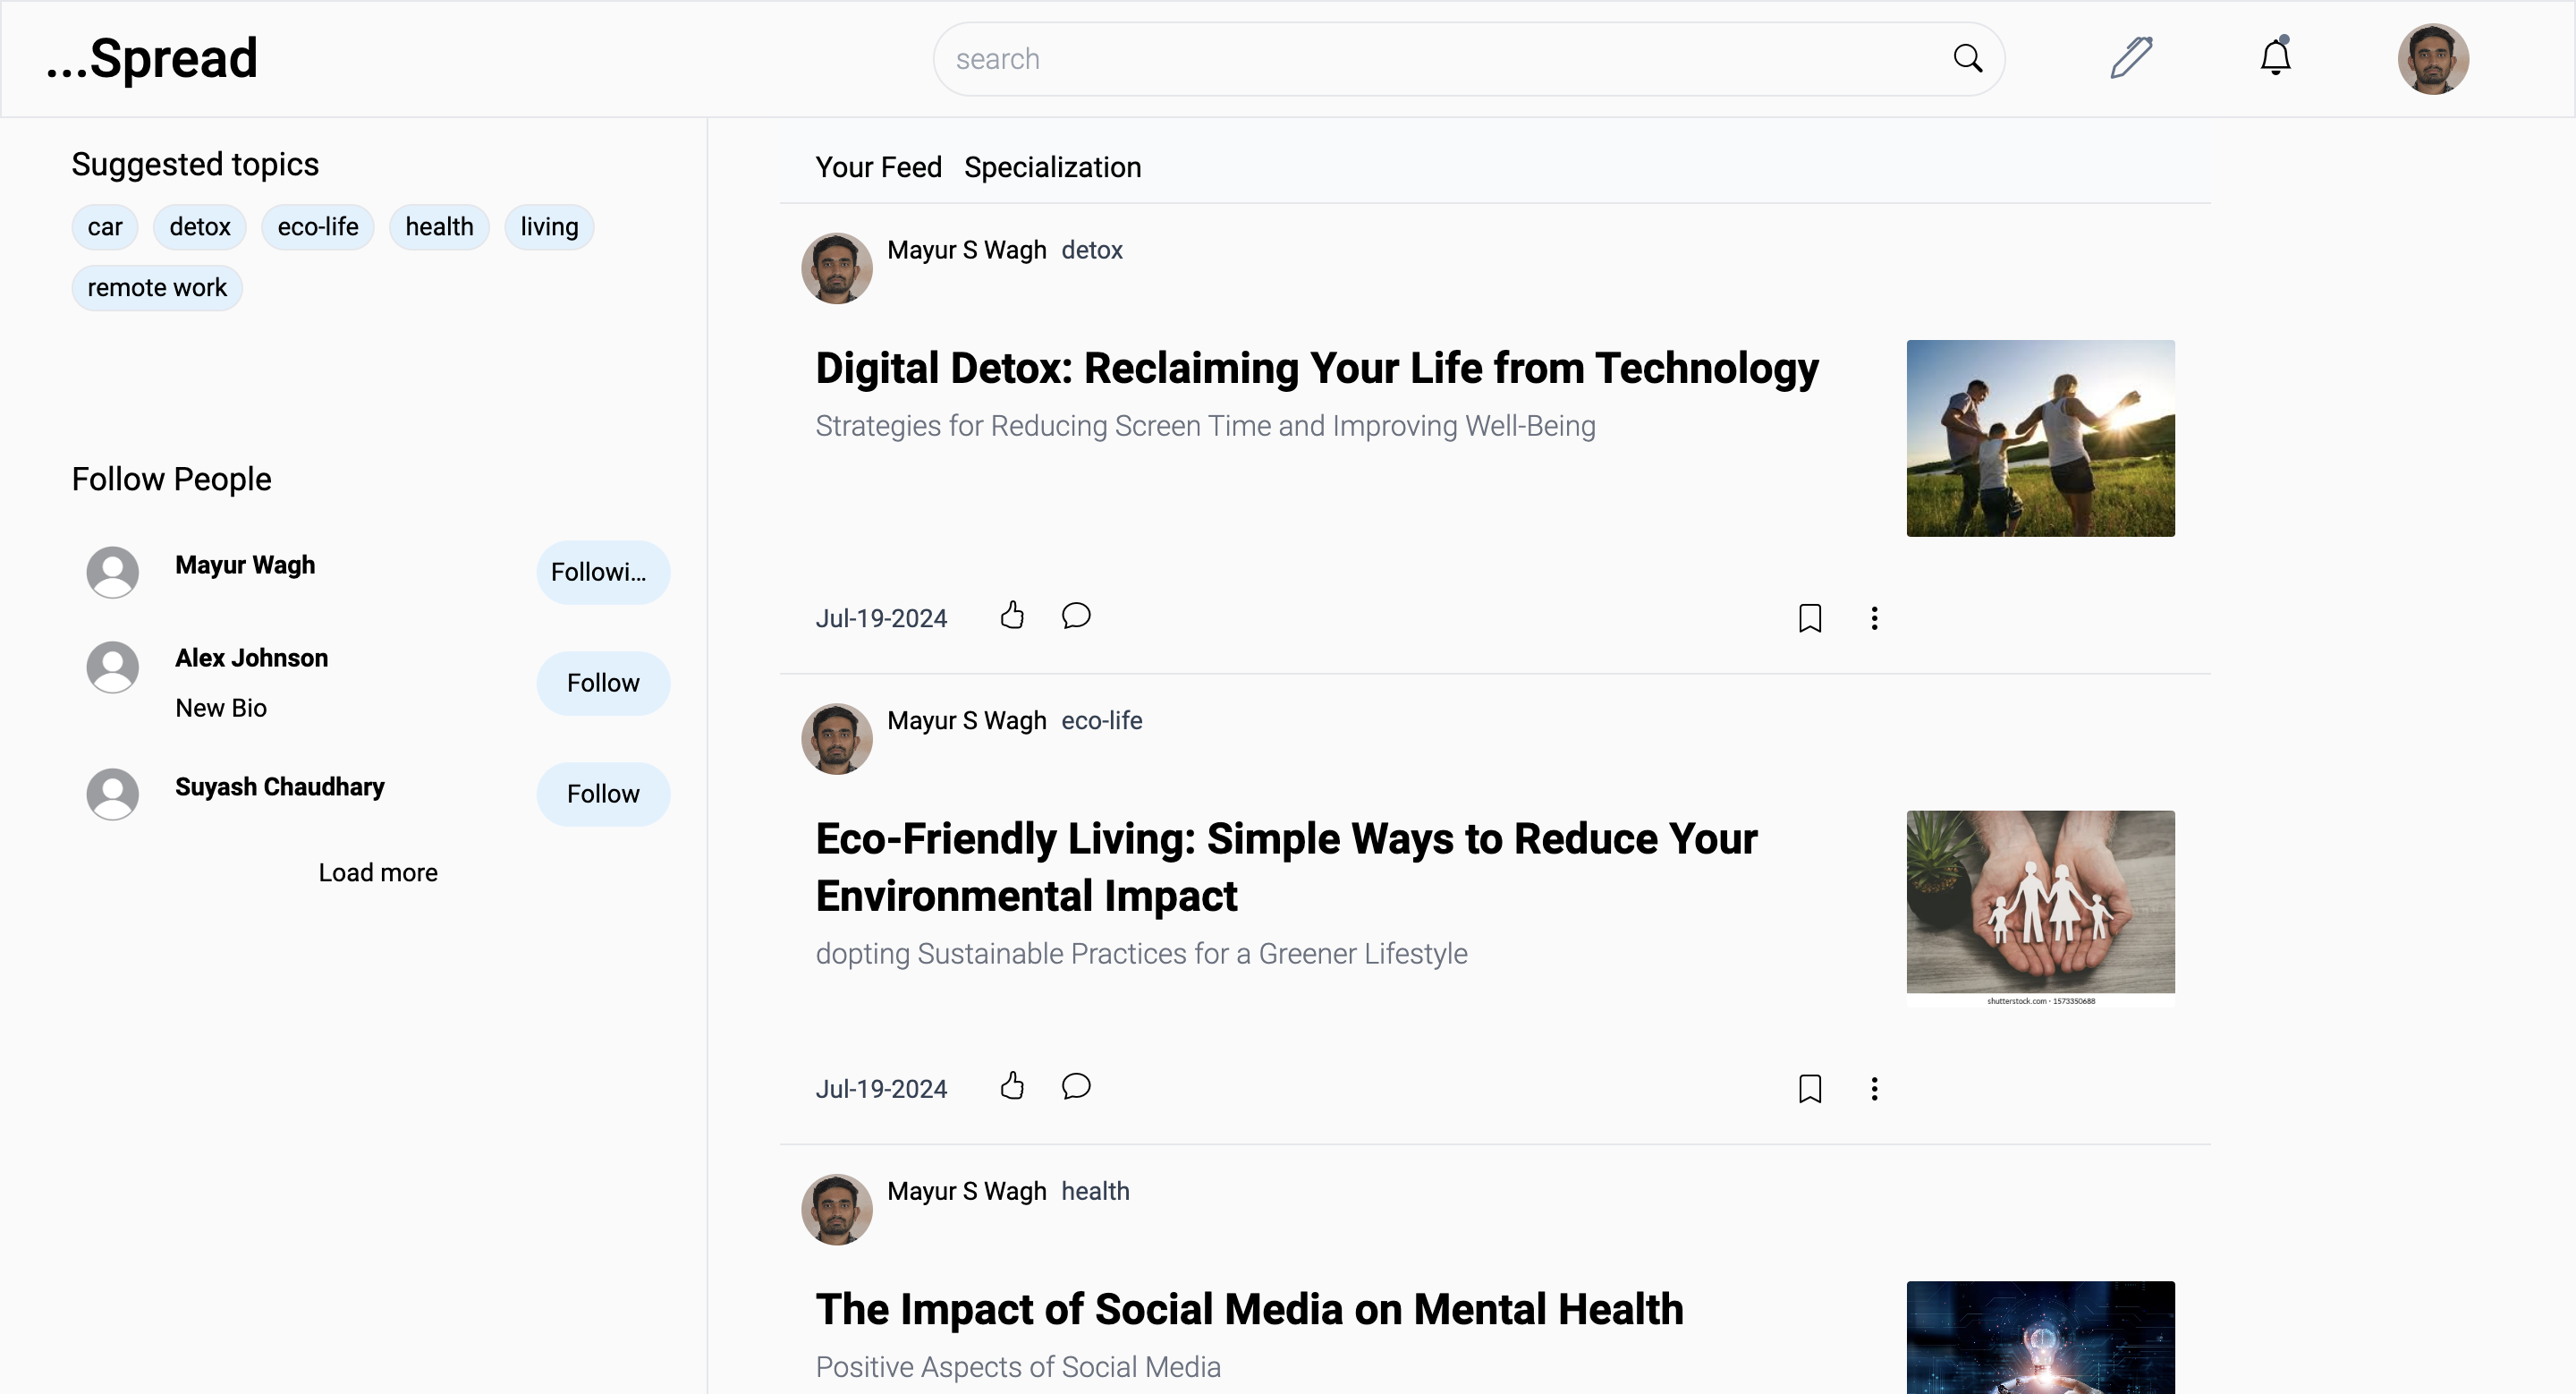 ...Spread
search
Suggested topics
car detox eco-life health living
remote work
Follow People
Mayur Wagh
Followi...
Alex Johnson
New Bio
Follow
Suyash Chaudhary
Follow
Load more
Your Feed Specialization
Mayur S Wagh detox
Digital Detox: Reclaiming Your Life from Technology
Strategies for Reducing Screen Time and Improving Well-Being
Jul-19-2024
Mayur S Wagh eco-life
Eco-Friendly Living: Simple Ways to Reduce Your
Environmental Impact
dopting Sustainable Practices for a Greener Lifestyle
shutterstock.com · 1573350688
Jul-19-2024
Mayur S Wagh health
The Impact of Social Media on Mental Health
Positive Aspects of Social Media